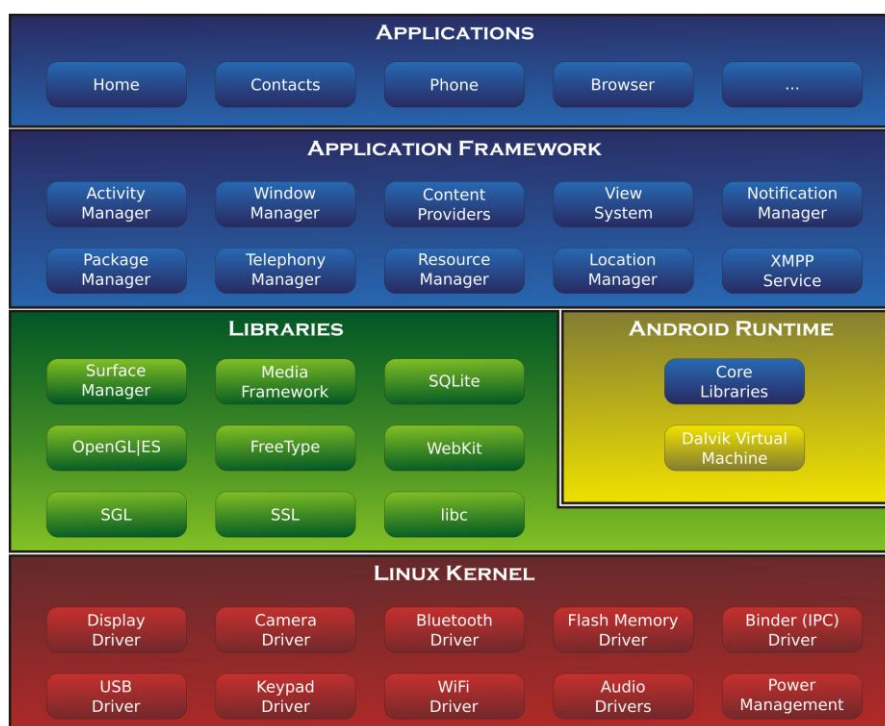 APPLICATIONS
Home
Contacts
Phone
Browser
...
APPLICATION FRAMEWORK
Activity
Manager
Window
Manager
Content
Providers
View
System
Notification
Manager
Package
Manager
Telephony
Manager
Resource
Manager
Location
Manager
XMPP
Service
LIBRARIES
Surface
Manager
Media
Framework
SQLite
OpenGL|ES
FreeType
WebKit
SGL
SSL
libc
ANDROID RUNTIME
Core
Libraries
Dalvik Virtual
Machine
LINUX KERNEL
Display
Driver
Camera
Driver
Bluetooth
Driver
Flash Memory
Driver
Binder (IPC)
Driver
USB
Driver
Keypad
Driver
WiFi
Driver
Audio
Drivers
Power
Management